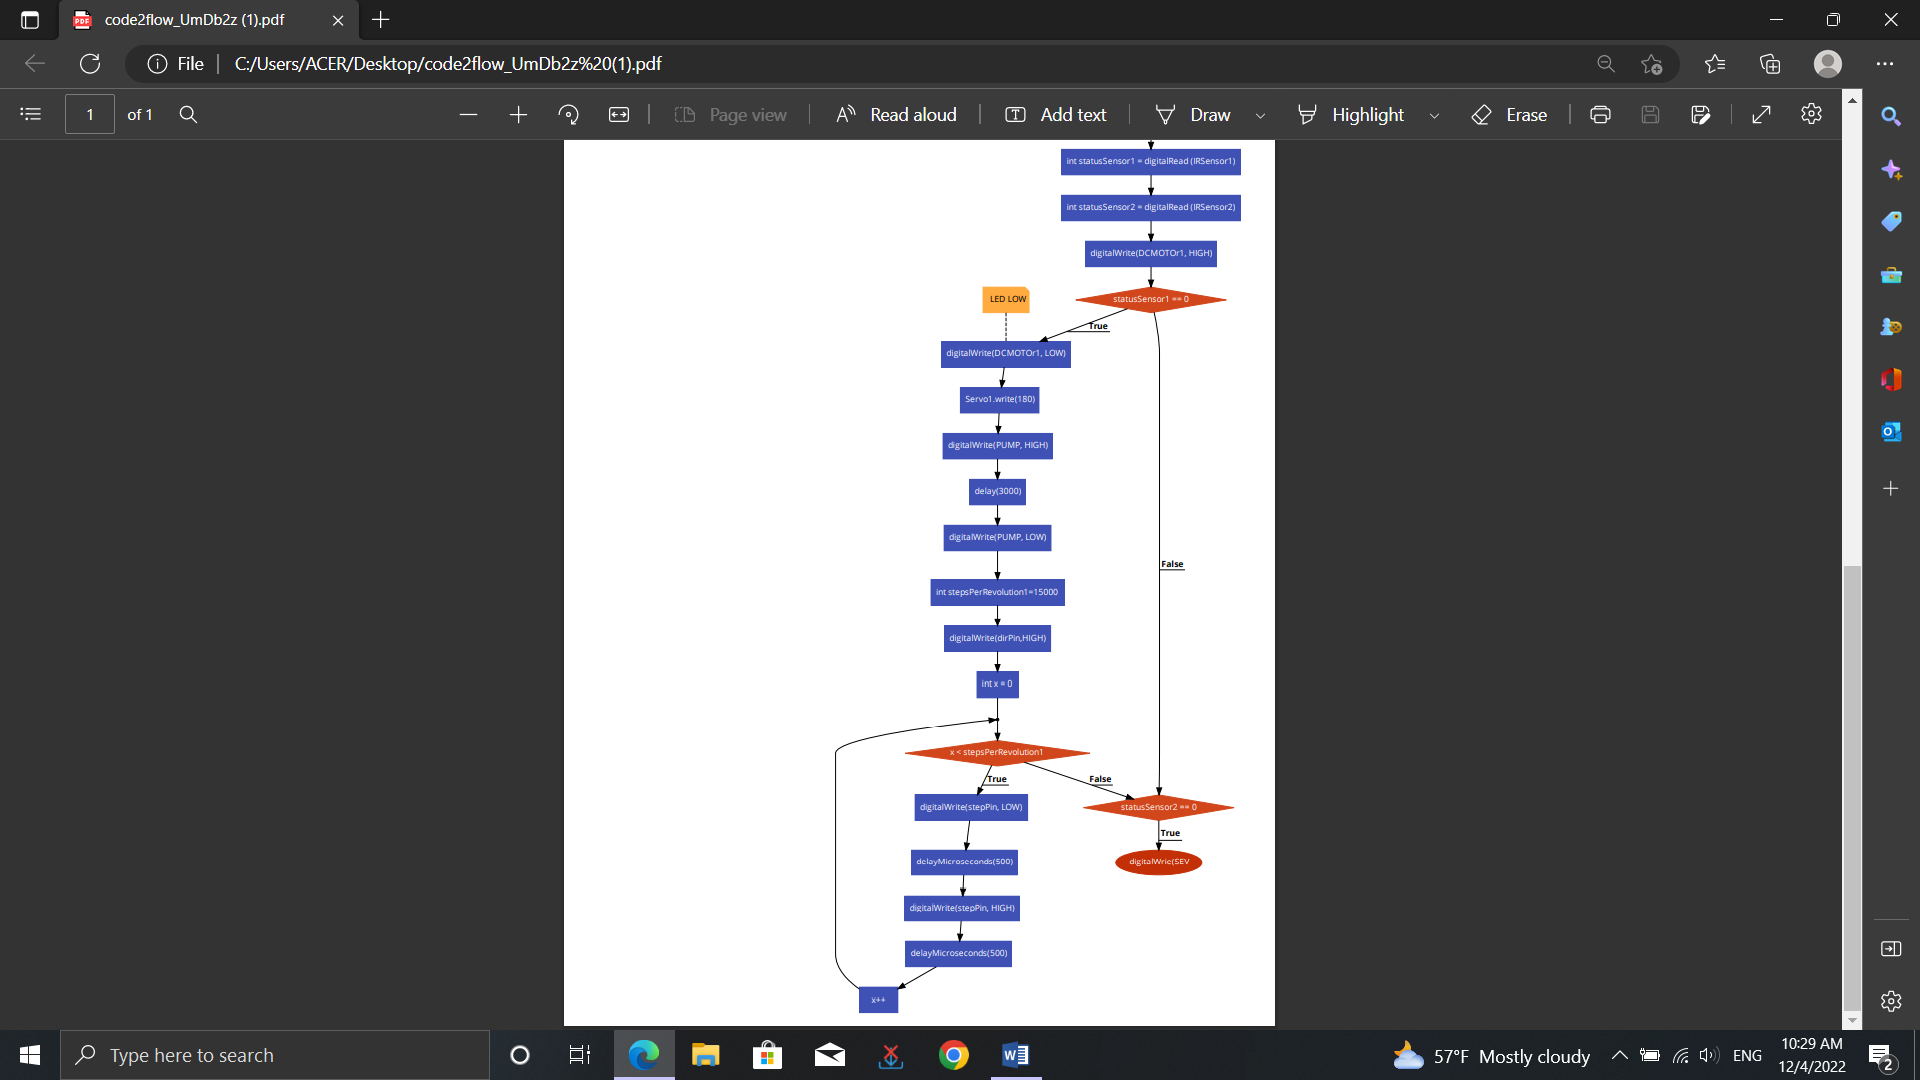 code2flow_UmDb2z (1).pdf
File
C:/Users/ACER/Desktop/code2flow_UmDb2z%20(1).pdf
1 of 1
Page view
Read aloud
Add text
Draw
Highlight
Erase
int statusSensor1 = digitalRead (IRSensor1)
int statusSensor2 = digitalRead (IRSensor2)
digitalWrite(DCMOTOr1, HIGH)
LED LOW
statusSensor1 == 0
True
digitalWrite(DCMOTOr1, LOW)
Servo1.write(180)
digitalWrite(PUMP, HIGH)
delay(3000)
digitalWrite(PUMP, LOW)
False
int stepsPerRevolution1=15000
digitalWrite(dirPin,HIGH)
int x = 0
x < stepsPerRevolution1
True
False
digitalWrite(stepPin, LOW)
statusSensor2 == 0
True
delayMicroseconds(500)
digitalWrie(SEV
digitalWrite(stepPin, HIGH)
delayMicroseconds(500)
x++
Type here to search
57°F Mostly cloudy
ENG
10:29 AM
12/4/2022
2